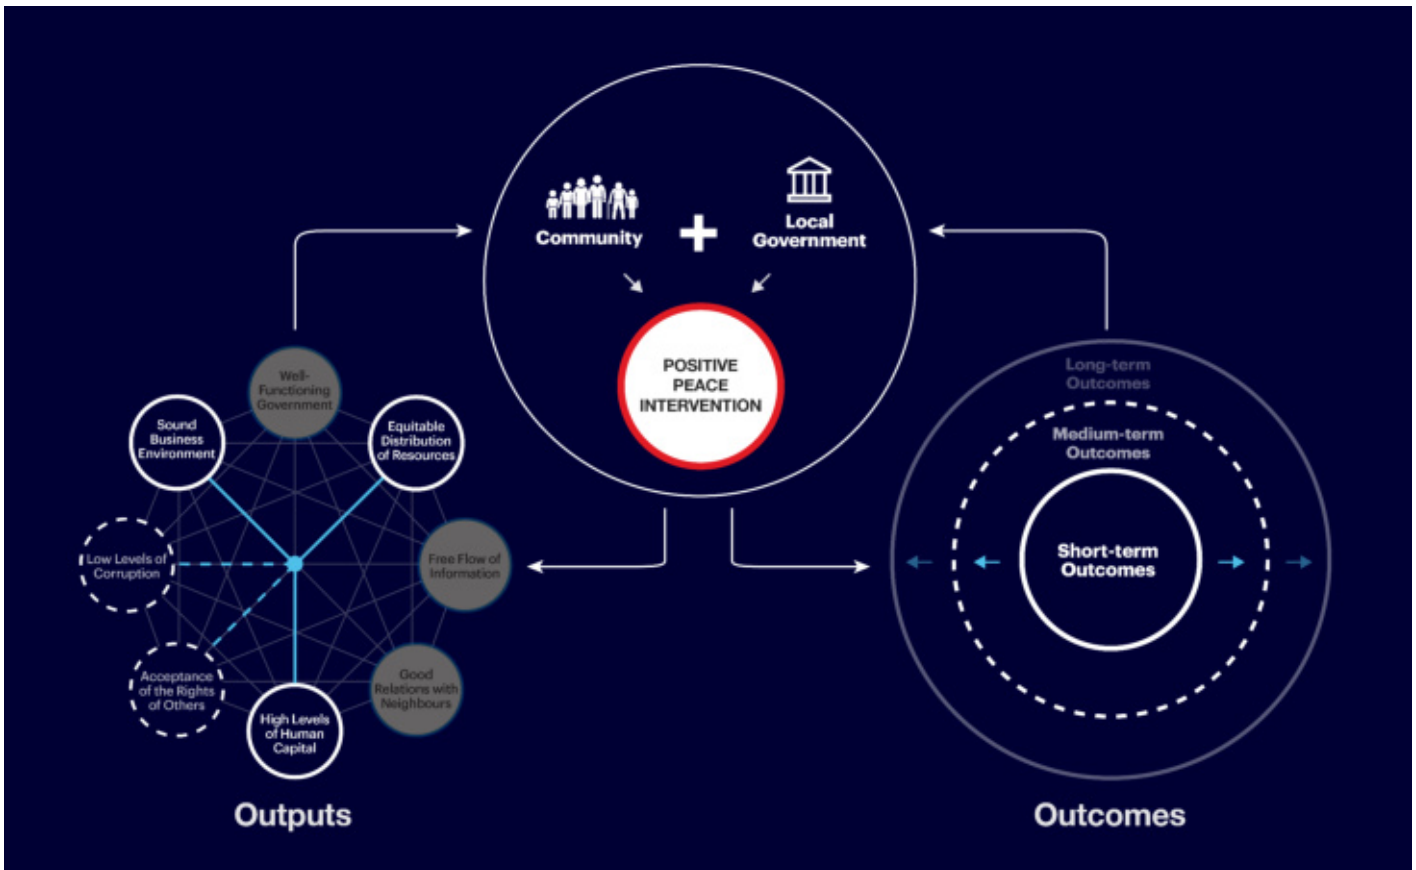 Community
Local
Government
POSITIVE
PEACE
INTERVENTION
Well-
Functioning
Government
Sound
Business
Environment
Equitable
Distribution
of Resources
Low Levels of
Corruption
Free Flow of
Information
Acceptance
of the Rights
of Others
Good
Relations with
Neighbours
High Levels
of Human
Capital
Outputs
Long-term
Outcomes
Medium-term
Outcomes
Short-term
Outcomes
Outcomes